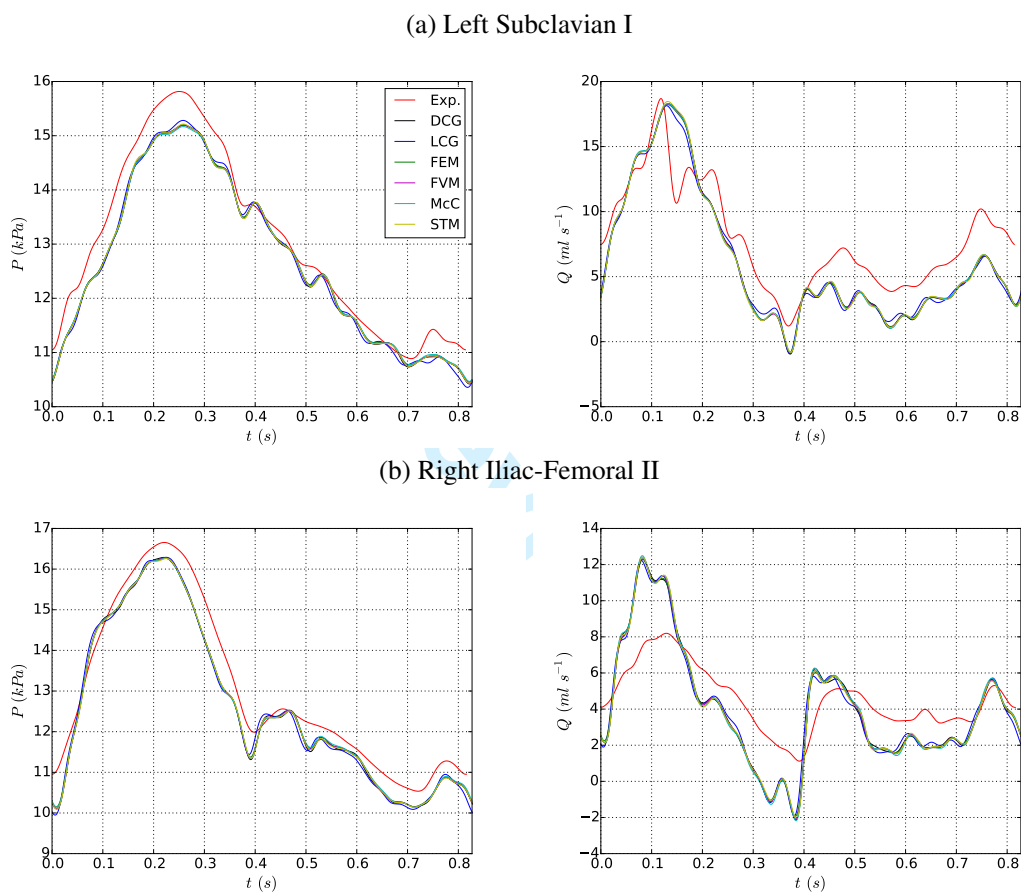 (a) Left Subclavian I
16
15
14
13
12
11
10
P (kPa)
0.0 0.1 0.2 0.3 0.4 0.5 0.6 0.7 0.8
t (s)
Exp.
DCG
LCG
FEM
FVM
McC
STM
20
15
10
5
0
−5
Q (ml s⁻¹)
0.0 0.1 0.2 0.3 0.4 0.5 0.6 0.7 0.8
t (s)
(b) Right Iliac-Femoral II
17
16
15
14
13
12
11
10
9
P (kPa)
0.0 0.1 0.2 0.3 0.4 0.5 0.6 0.7 0.8
t (s)
14
12
10
8
6
4
2
0
−2
−4
Q (ml s⁻¹)
0.0 0.1 0.2 0.3 0.4 0.5 0.6 0.7 0.8
t (s)